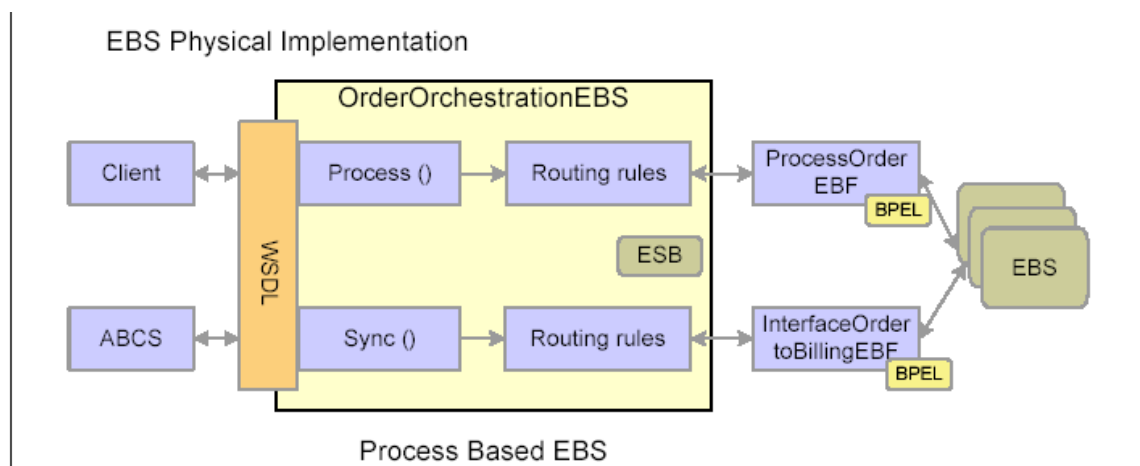 EBS Physical Implementation
OrderOrchestrationEBS
Client
WSDL
Process ()
Routing rules
ProcessOrder
EBF
BPEL
ESB
EBS
ABCS
Sync ()
Routing rules
InterfaceOrder
toBillingEBF
BPEL
Process Based EBS